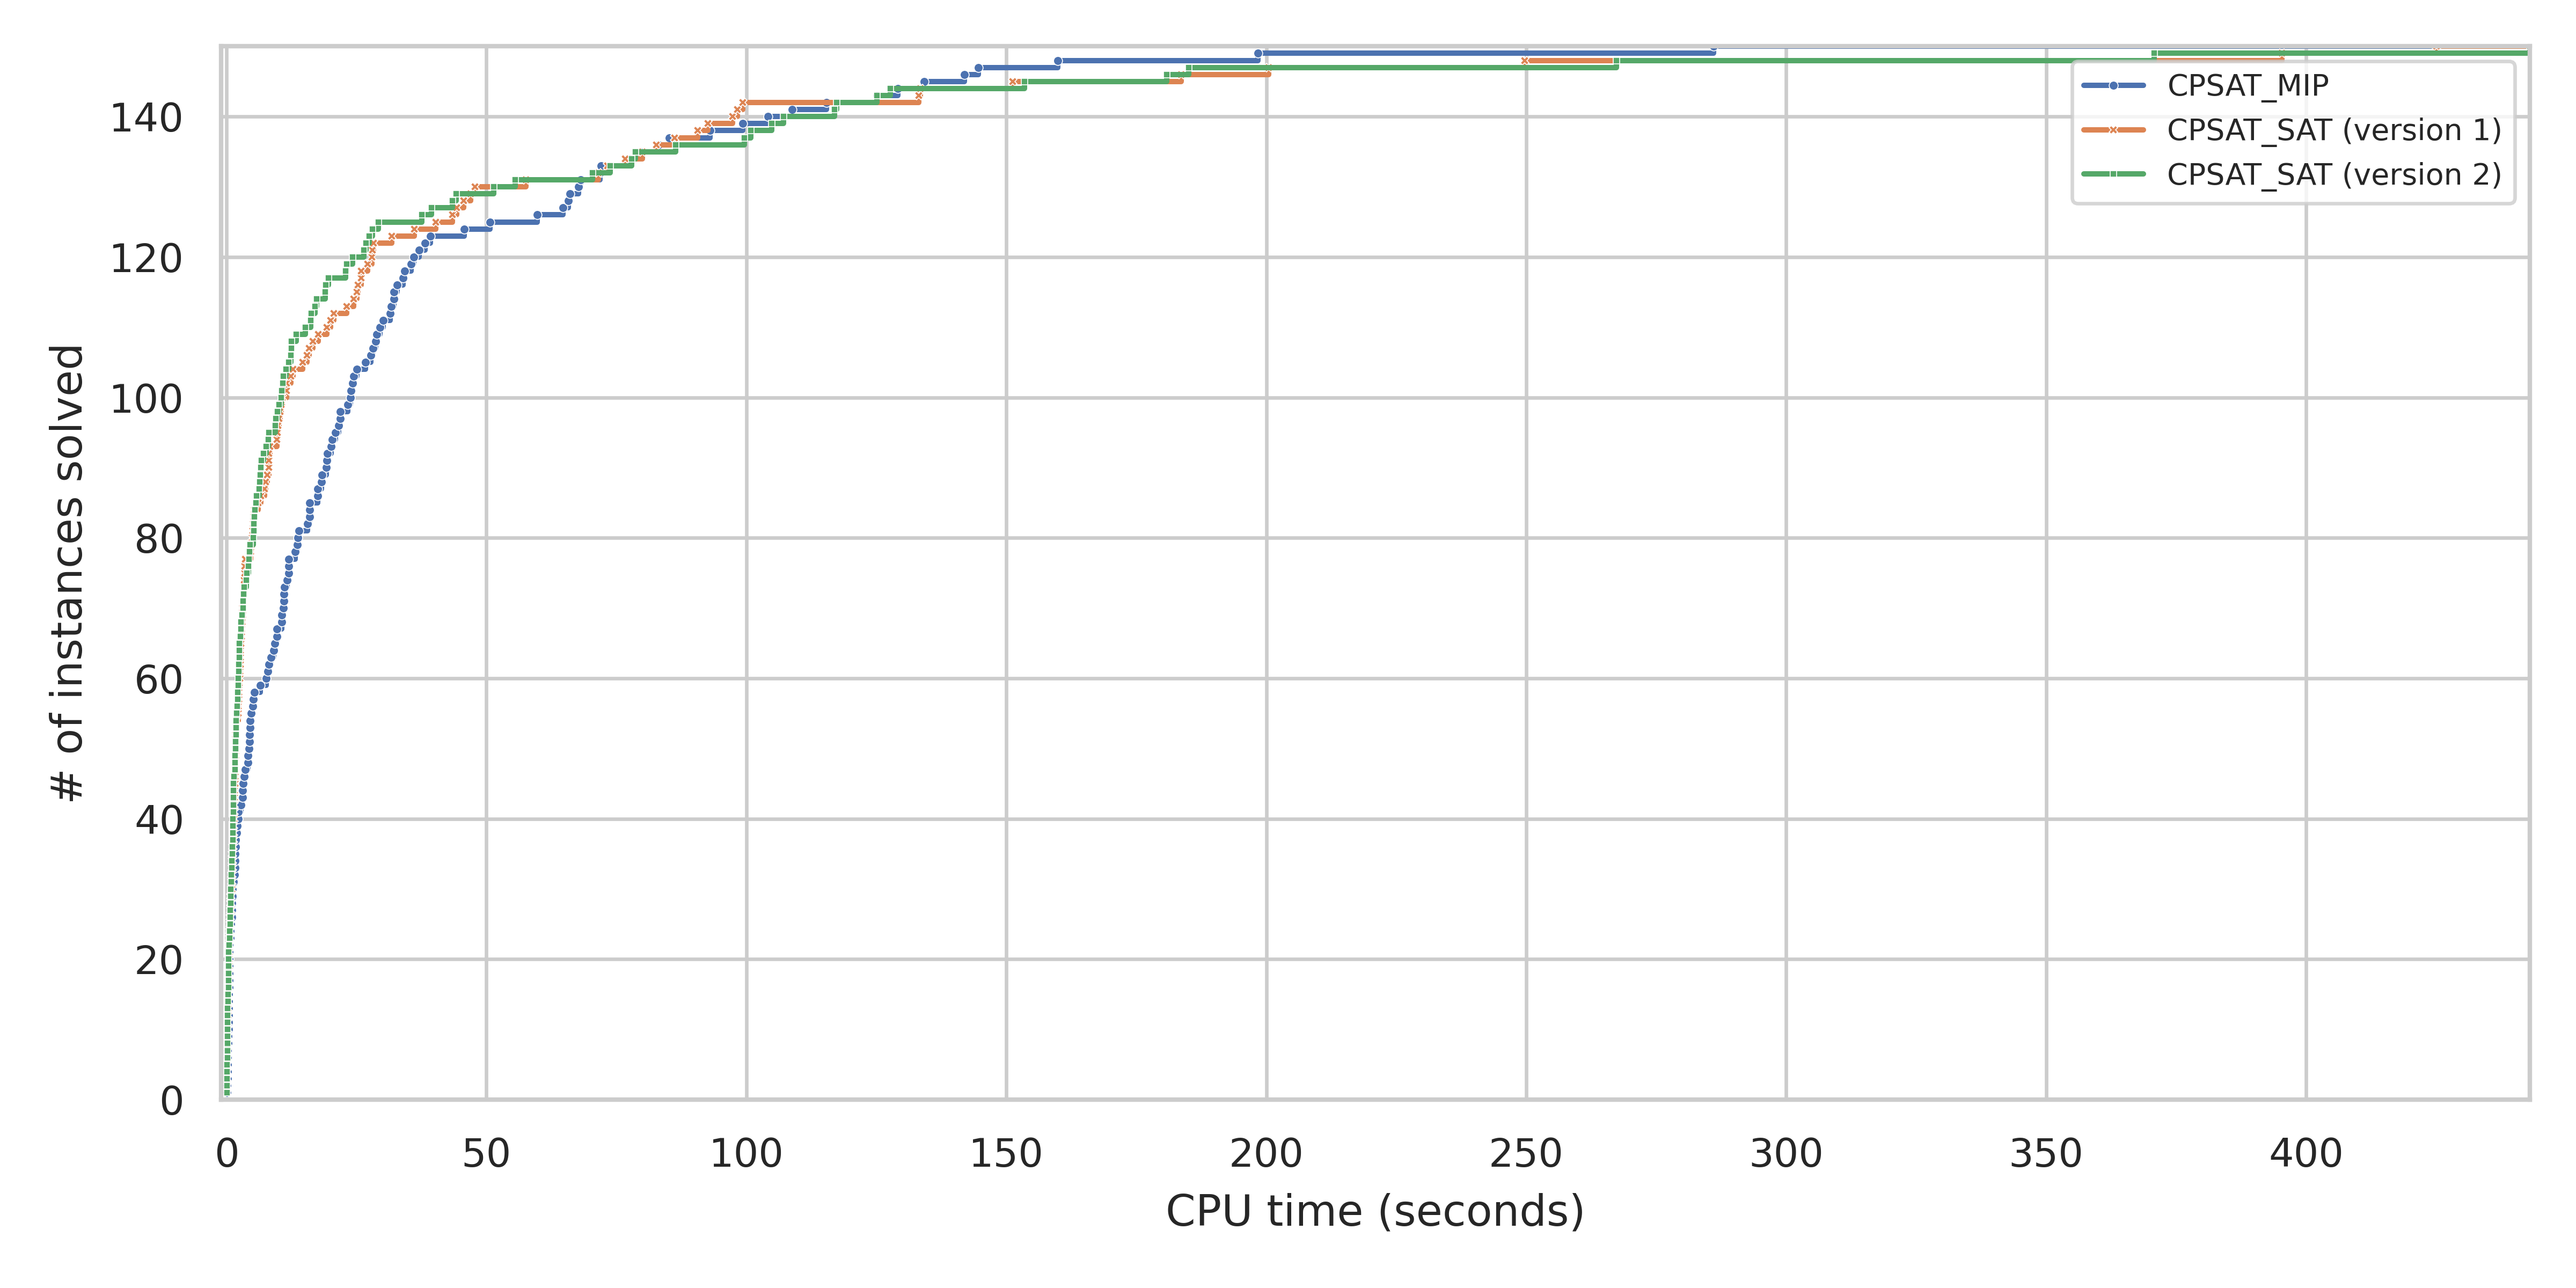 140
120
100
80
60
40
20
0
# of instances solved
CPSAT_MIP
CPSAT_SAT (version 1)
CPSAT_SAT (version 2)
0 50 100 150 200 250 300 350 400
CPU time (seconds)